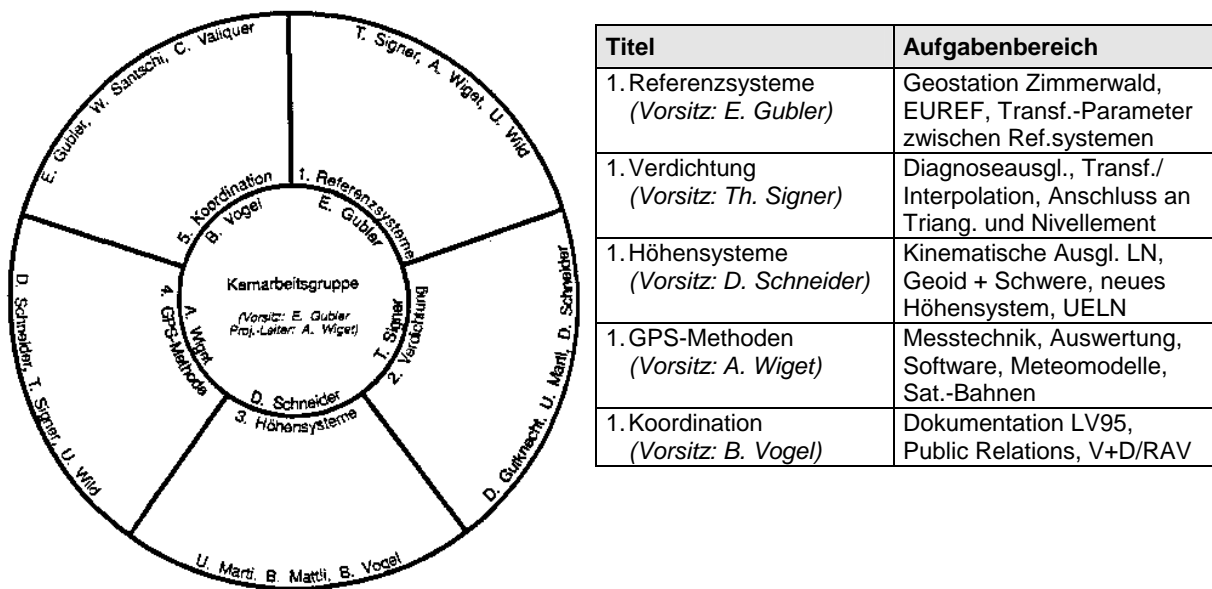 E. Gubler, W. Santschi, C. Valiquer
T. Signer, A. Wiget, U. Wild
D. Gutknecht, U. Marti, D. Schneider
U. Marti, B. Mattli, B. Vogel
D. Schneider, T. Signer, U. Wild
1. Referenzsysteme
E. Gubler
2. Verdichtung
T. Signer
3. Höhensysteme
D. Schneider
4. GPS-Methode
A. Wiget
5. Koordination
B. Vogel
Kernarbeitsgruppe
(Vorsitz: E. Gubler
Proj.-Leiter: A. Wiget)
Titel Aufgabenbereich
1. Referenzsysteme
(Vorsitz: E. Gubler)
Geostation Zimmerwald,
EUREF, Transf.-Parameter
zwischen Ref.systemen
1. Verdichtung
(Vorsitz: Th. Signer)
Diagnoseausgl., Transf./
Interpolation, Anschluss an
Triang. und Nivellement
1. Höhensysteme
(Vorsitz: D. Schneider)
Kinematische Ausgl. LN,
Geoid + Schwere, neues
Höhensystem, UELN
1. GPS-Methoden
(Vorsitz: A. Wiget)
Messtechnik, Auswertung,
Software, Meteomodelle,
Sat.-Bahnen
1. Koordination
(Vorsitz: B. Vogel)
Dokumentation LV95,
Public Relations, V+D/RAV